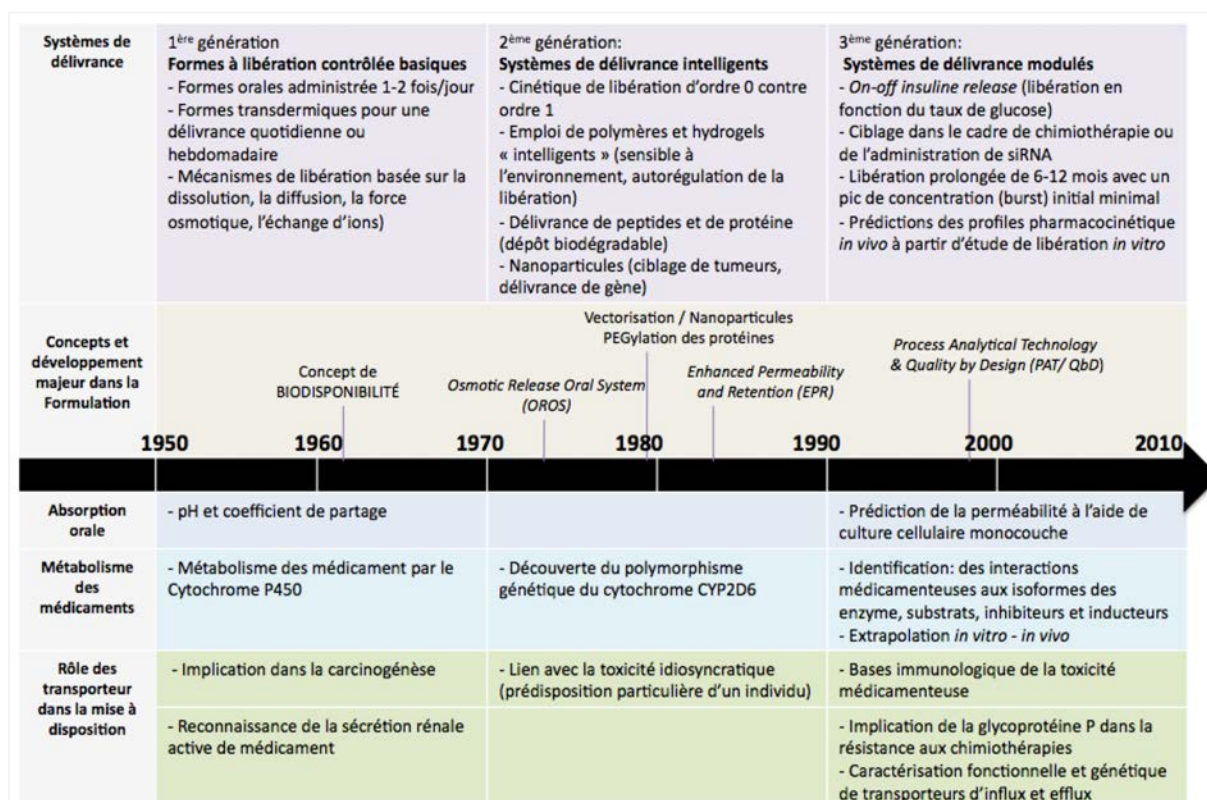 Systèmes de
délivrance
1ère génération
Formes à libération contrôlée basiques
- Formes orales administrée 1-2 fois/jour
- Formes transdermiques pour une
délivrance quotidienne ou
hebdomadaire
- Mécanismes de libération basée sur la
dissolution, la diffusion, la force
osmotique, l'échange d'ions)
2ème génération:
Systèmes de délivrance intelligents
- Cinétique de libération d'ordre 0 contre
ordre 1
- Emploi de polymères et hydrogels
« intelligents » (sensible à
l'environnement, autorégulation de la
libération)
- Délivrance de peptides et de protéine
(dépôt biodégradable)
- Nanoparticules (ciblage de tumeurs,
délivrance de gène)
3ème génération:
Systèmes de délivrance modulés
- On-off insuline release (libération en
fonction du taux de glucose)
- Ciblage dans le cadre de chimiothérapie ou
de l'administration de siRNA
- Libération prolongée de 6-12 mois avec un
pic de concentration (burst) initial minimal
- Prédictions des profiles pharmacocinétique
in vivo à partir d'étude de libération in vitro
Concepts et
développement
majeur dans la
Formulation
Concept de
BIODISPONIBILITÉ
Osmotic Release Oral System
(OROS)
Vectorisation / Nanoparticules
PEGylation des protéines
Enhanced Permeability
and Retention (EPR)
Process Analytical Technology
& Quality by Design (PAT/ QbD)
1950 1960 1970 1980 1990 2000 2010
Absorption
orale
- pH et coefficient de partage
- Prédiction de la perméabilité à l'aide de
culture cellulaire monocouche
Métabolisme
des
médicaments
- Métabolisme des médicament par le
Cytochrome P450
- Découverte du polymorphisme
génétique du cytochrome CYP2D6
- Identification: des interactions
médicamenteuses aux isoformes des
enzyme, substrats, inhibiteurs et inducteurs
- Extrapolation in vitro - in vivo
Rôle des
transporteur
dans la mise à
disposition
- Implication dans la carcinogénèse
- Lien avec la toxicité idiosyncratique
(prédisposition particulière d'un individu)
- Bases immunologique de la toxicité
médicamenteuse
- Reconnaissance de la sécrétion rénale
active de médicament
- Implication de la glycoprotéine P dans la
résistance aux chimiothérapies
- Caractérisation fonctionnelle et génétique
de transporteurs d'influx et efflux